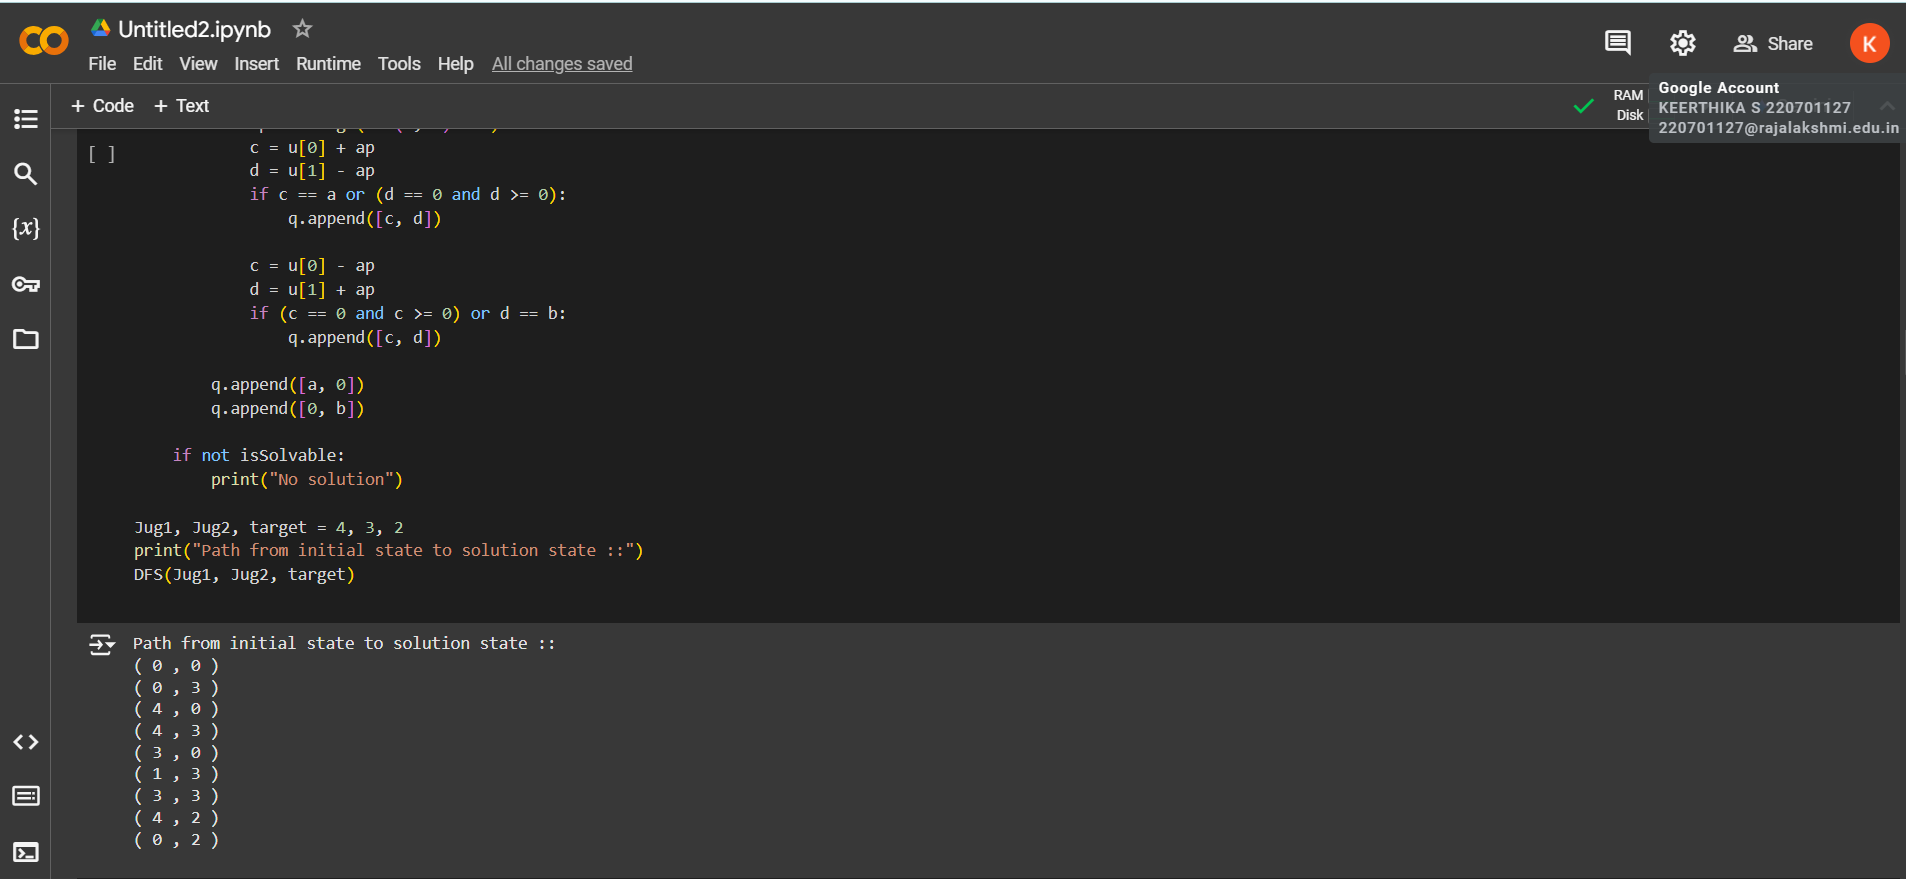 Untitled2.ipynb
File Edit View Insert Runtime Tools Help All changes saved
Share
K
+ Code + Text
RAM
Disk
Google Account
KEERTHIKA S 220701127
220701127@rajalakshmi.edu.in
{x}
[ ]
c = u[0] + ap
d = u[1] - ap
if c == a or (d == 0 and d >= 0):
q.append([c, d])
c = u[0] - ap
d = u[1] + ap
if (c == 0 and c >= 0) or d == b:
q.append([c, d])
q.append([a, 0])
q.append([0, b])
if not isSolvable:
print("No solution")
Jug1, Jug2, target = 4, 3, 2
print("Path from initial state to solution state ::")
DFS(Jug1, Jug2, target)
Path from initial state to solution state ::
( 0 , 0 )
( 0 , 3 )
( 4 , 0 )
( 4 , 3 )
( 3 , 0 )
( 1 , 3 )
( 3 , 3 )
( 4 , 2 )
( 0 , 2 )